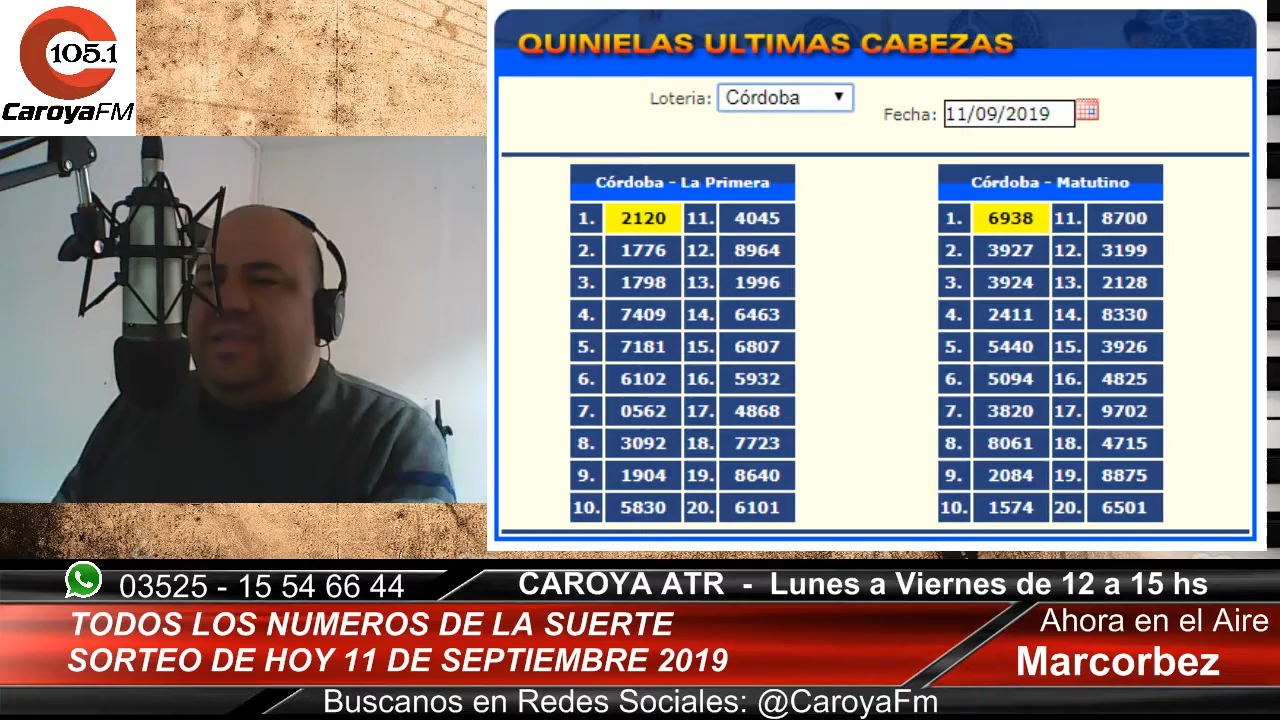 105.1
CaroyaFM
QUINIELAS ULTIMAS CABEZAS
Loteria: Córdoba
Fecha: 11/09/2019
Córdoba - La Primera
1. 2120 11. 4045
2. 1776 12. 8964
3. 1798 13. 1996
4. 7409 14. 6463
5. 7181 15. 6807
6. 6102 16. 5932
7. 0562 17. 4868
8. 3092 18. 7723
9. 1904 19. 8640
10. 5830 20. 6101
Córdoba - Matutino
1. 6938 11. 8700
2. 3927 12. 3199
3. 3924 13. 2128
4. 2411 14. 8330
5. 5440 15. 3926
6. 5094 16. 4825
7. 3820 17. 9702
8. 8061 18. 4715
9. 2084 19. 8875
10. 1574 20. 6501
03525 - 15 54 66 44
CAROYA ATR - Lunes a Viernes de 12 a 15 hs
TODOS LOS NUMEROS DE LA SUERTE
SORTEO DE HOY 11 DE SEPTIEMBRE 2019
Ahora en el Aire
Marcorbez
Buscanos en Redes Sociales: @CaroyaFm